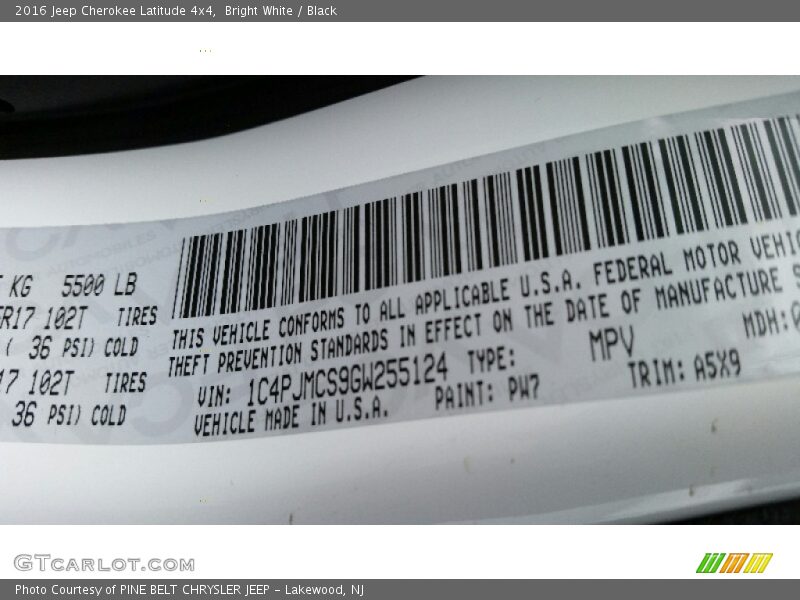 2016 Jeep Cherokee Latitude 4x4,  Bright White / Black
KG 5500 LB
R17 102T TIRES
( 36 PSI) COLD
17 102T TIRES
36 PSI) COLD
THIS VEHICLE CONFORMS TO ALL APPLICABLE U.S.A. FEDERAL MOTOR
THEFT PREVENTION STANDARDS IN EFFECT ON THE DATE OF MANUFACTURE
VIN: 1C4PJMCS9GW255124 TYPE: MPV MDH:
VEHICLE MADE IN U.S.A. PAINT: PW7 TRIM: A5X9
GTCarLot.com
Photo Courtesy of PINE BELT CHRYSLER JEEP - Lakewood, NJ